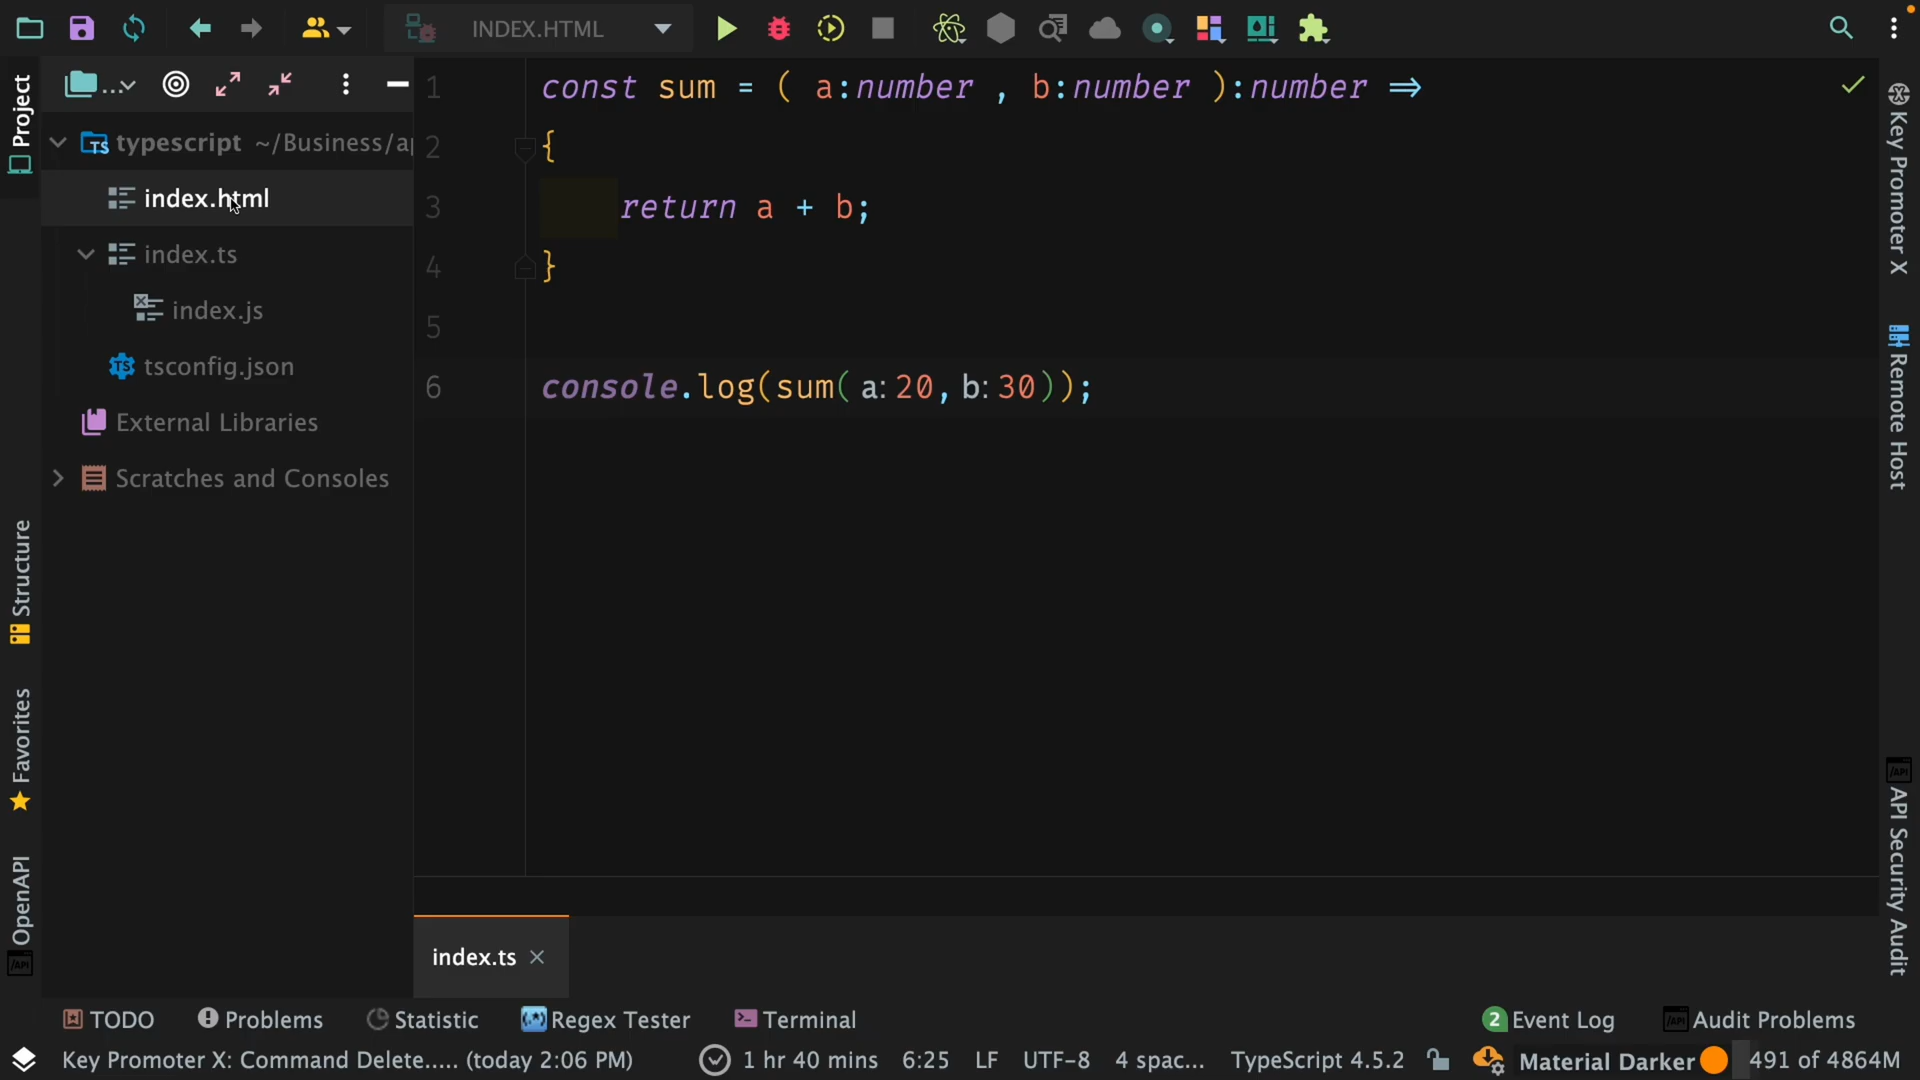 INDEX.HTML
Project
typescript ~/Business/a
index.html
index.ts
index.js
tsconfig.json
External Libraries
Scratches and Consoles
Structure
Favorites
OpenAPI
1 const sum = ( a:number , b:number ):number ⇒
2 {
3 return a + b;
4 }
5
6 console.log(sum( a: 20, b: 30));
index.ts ×
Key Promoter X
Remote Host
API Security Audit
TODO Problems Statistic Regex Tester Terminal 2 Event Log Audit Problems
Key Promoter X: Command Delete..... (today 2:06 PM) 1 hr 40 mins 6:25 LF UTF-8 4 spac... TypeScript 4.5.2 Material Darker 491 of 4864M